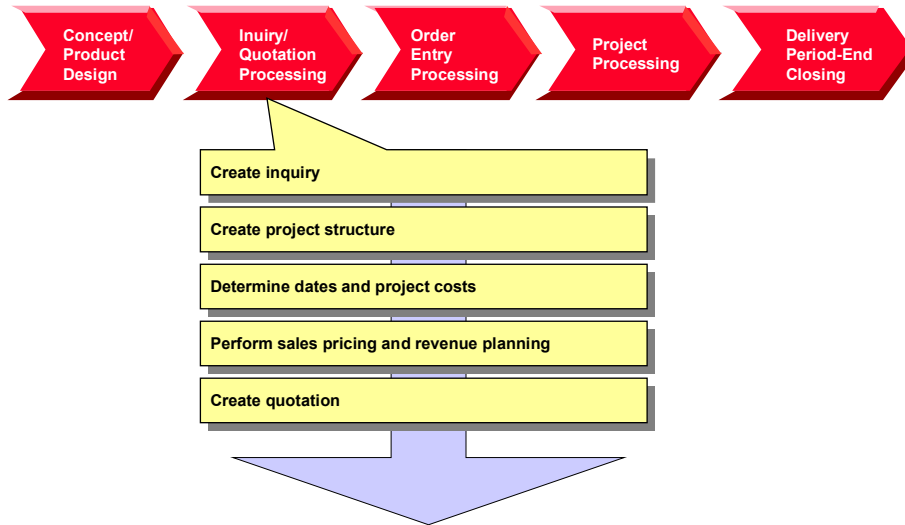 Concept/
Product
Design
Inuiry/
Quotation
Processing
Order
Entry
Processing
Project
Processing
Delivery
Period-End
Closing
Create inquiry
Create project structure
Determine dates and project costs
Perform sales pricing and revenue planning
Create quotation